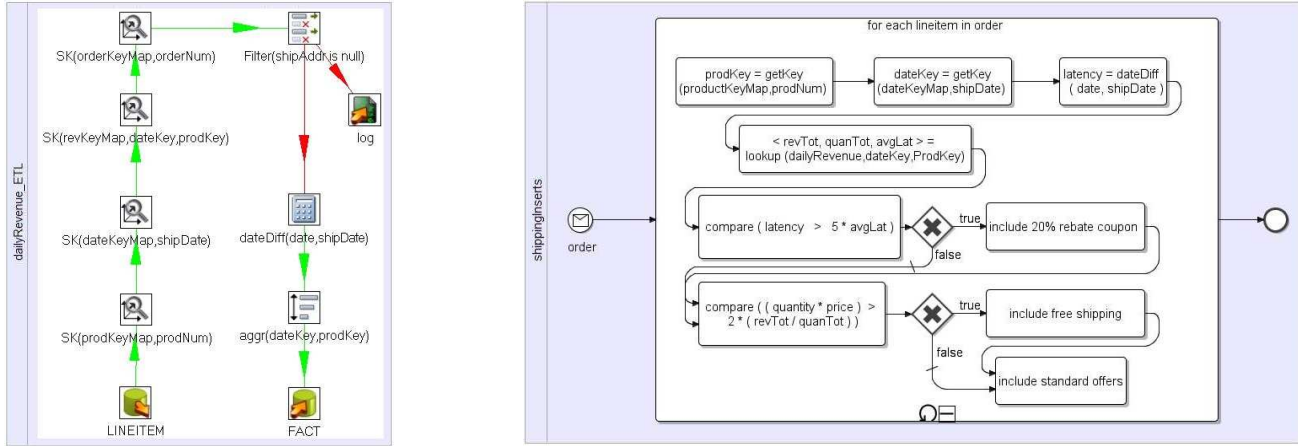 dailyRevenue_ETL
SK(orderKeyMap,orderNum)
Filter(shipAddr is null)
log
SK(revKeyMap,dateKey,prodKey)
SK(dateKeyMap,shipDate)
dateDiff(date,shipDate)
SK(prodKeyMap,prodNum)
aggr(dateKey,prodKey)
LINEITEM
FACT
shippingInserts
order
for each lineitem in order
prodKey = getKey
(productKeyMap,prodNum)
dateKey = getKey
(dateKeyMap,shipDate)
latency = dateDiff
( date, shipDate )
< revTot, quanTot, avgLat > =
lookup (dailyRevenue,dateKey,ProdKey)
compare ( latency > 5 * avgLat )
true
include 20% rebate coupon
false
compare ( ( quantity * price ) >
2 * ( revTot / quanTot ) )
true
include free shipping
false
include standard offers